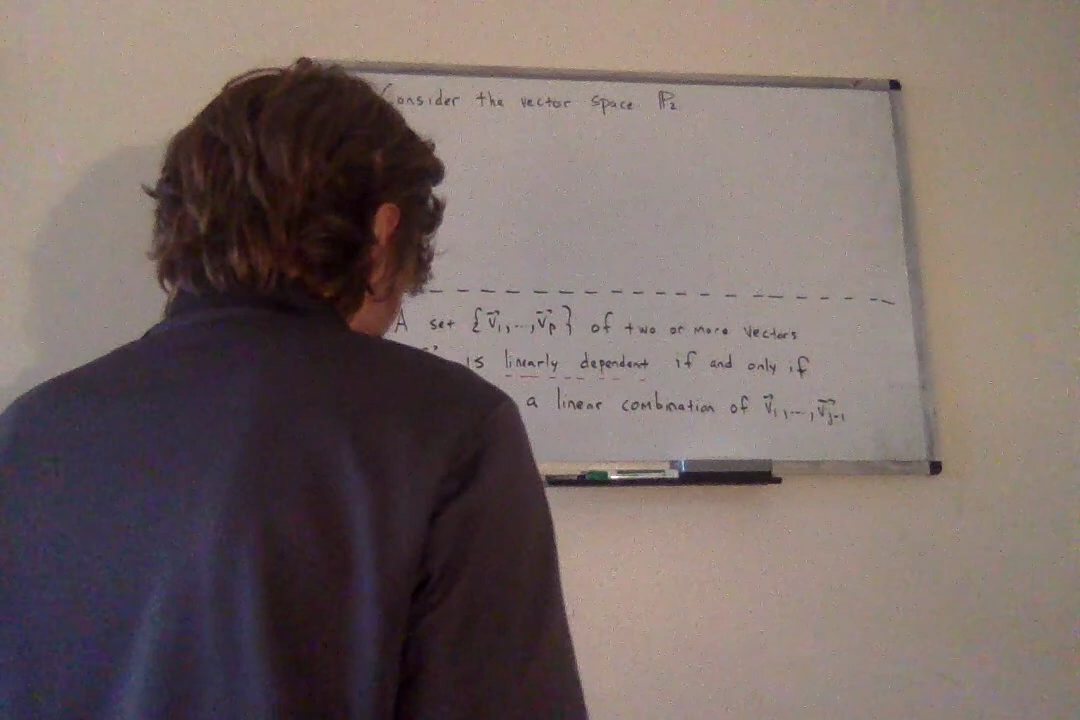 Consider the vector space ℙ₂
A set {v⃗₁,...,v⃗ₚ} of two or more vectors
is linearly dependent if and only if
a linear combination of v⃗₁,...,v⃗ⱼ₋₁